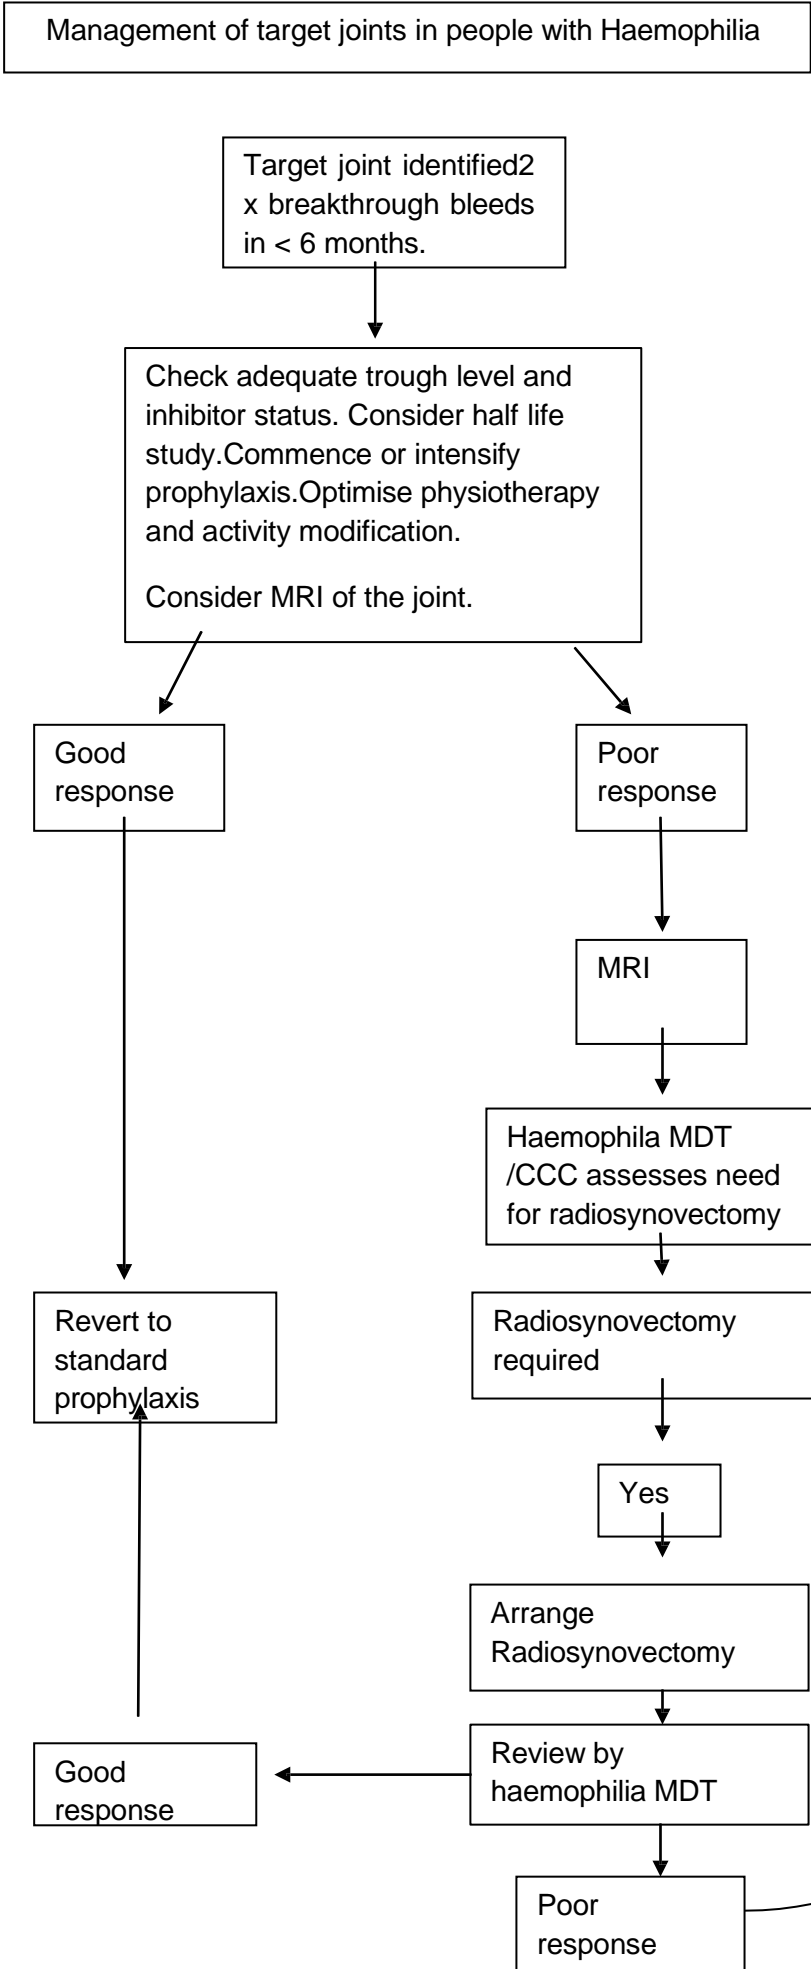 Management of target joints in people with Haemophilia
Target joint identified2
x breakthrough bleeds
in < 6 months.
Check adequate trough level and
inhibitor status. Consider half life
study.Commence or intensify
prophylaxis.Optimise physiotherapy
and activity modification.
Consider MRI of the joint.
Good
response
Poor
response
MRI
Haemophila MDT
/CCC assesses need
for radiosynovectomy
Revert to
standard
prophylaxis
Radiosynovectomy
required
Yes
Arrange
Radiosynovectomy
Good
response
Review by
haemophilia MDT
Poor
response